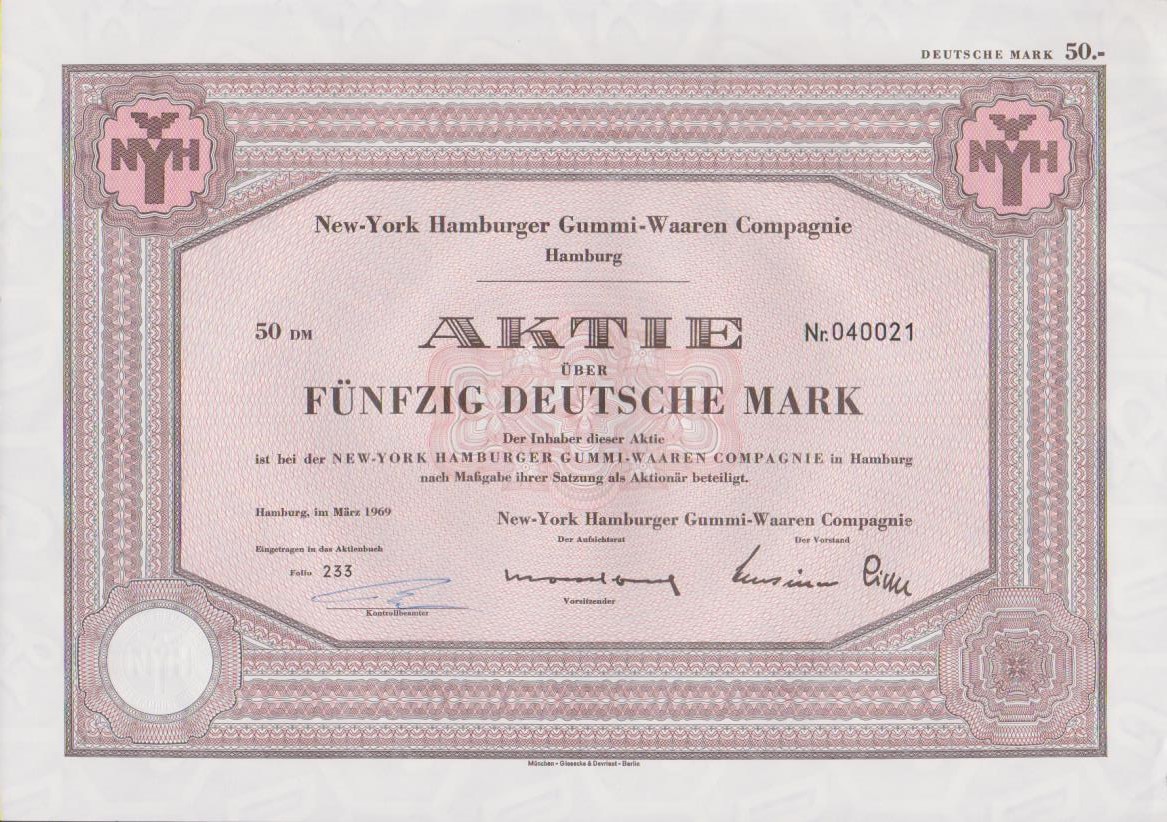 DEUTSCHE MARK 50.-
NYH
NYH
New-York Hamburger Gummi-Waaren Compagnie
Hamburg
50 DM
AKTIE
Nr. 040021
ÜBER
FÜNFZIG DEUTSCHE MARK
Der Inhaber dieser Aktie
ist bei der NEW-YORK HAMBURGER GUMMI-WAAREN COMPAGNIE in Hamburg
nach Maßgabe ihrer Satzung als Aktionär beteiligt.
Hamburg, im März 1969
New-York Hamburger Gummi-Waaren Compagnie
Der Aufsichtsrat
Der Vorstand
Eingetragen in das Aktienbuch
Folio 233
Vorsitzender
Kontrollbeamter
NYH
München - Giesecke & Devrient - Berlin